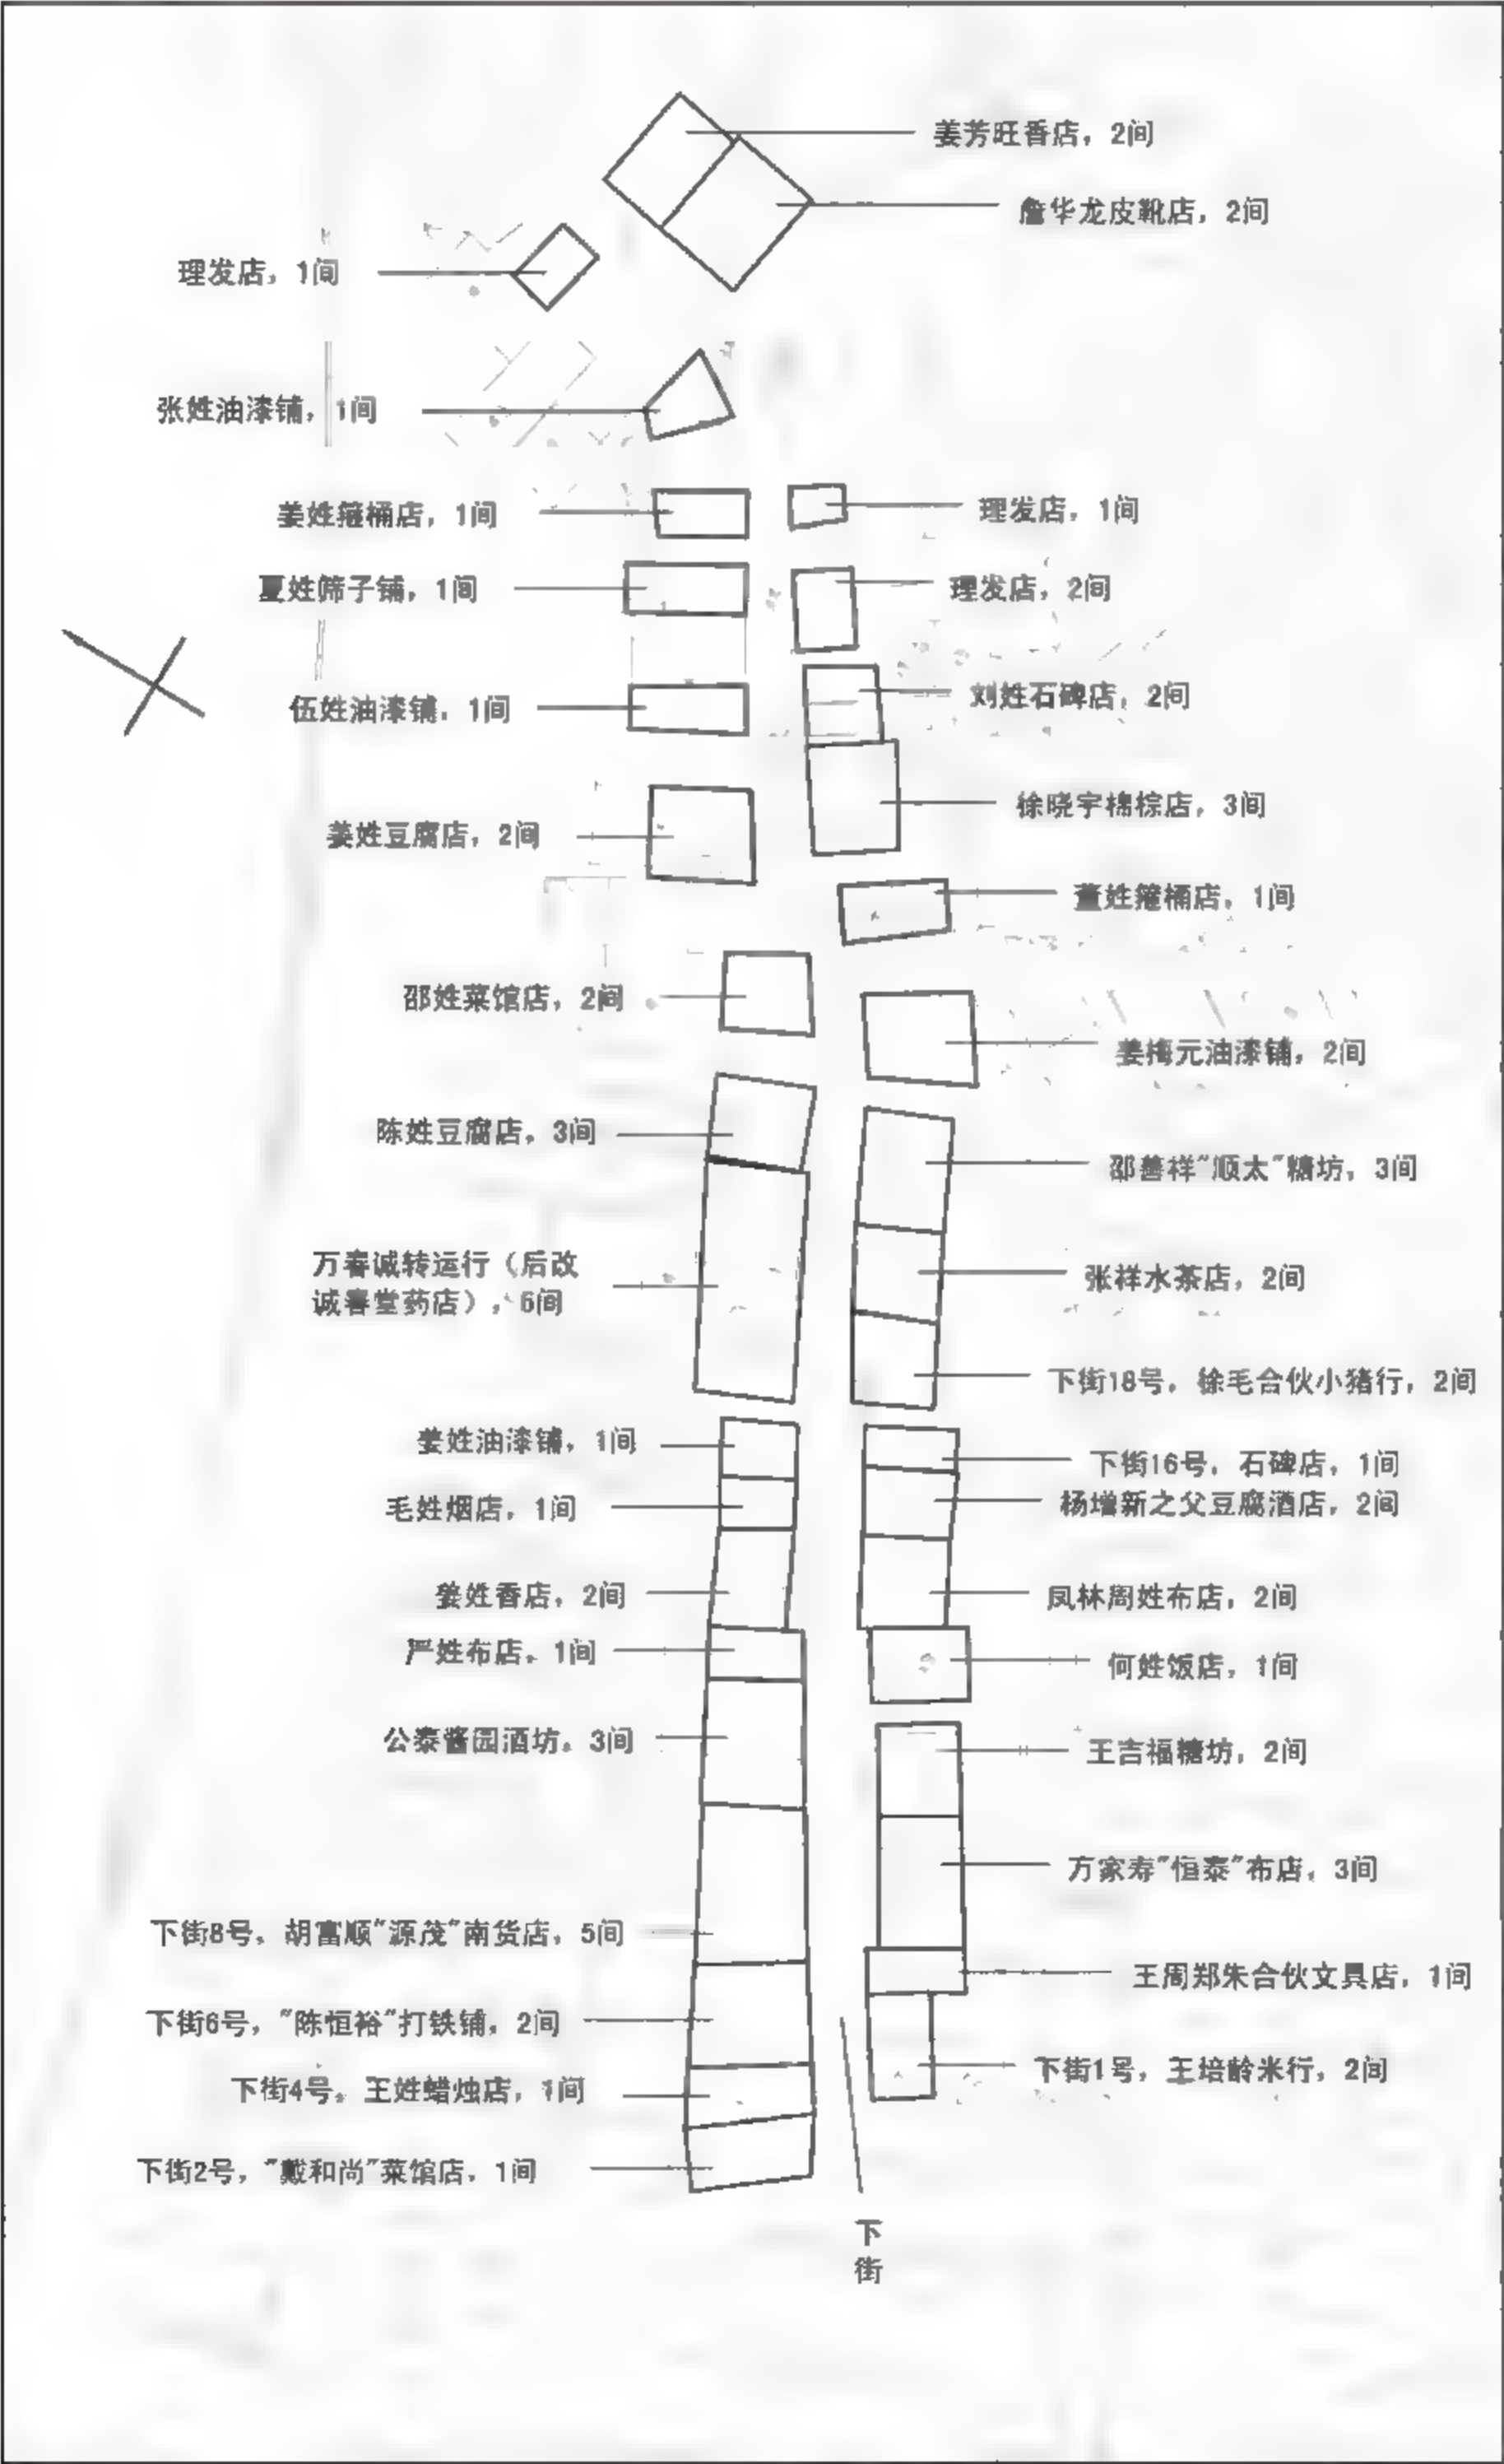 姜芳旺香店，2间
詹华龙皮靴店，2间
理发店，1间
张姓油漆铺，1间
姜姓箍桶店，1间
理发店，1间
夏姓筛子铺，1间
理发店，2间
伍姓油漆铺，1间
刘姓石碑店，2间
徐晓宇棉棕店，3间
姜姓豆腐店，2间
董姓箍桶店，1间
邵姓菜馆店，2间
姜梅元油漆铺，2间
陈姓豆腐店，3间
邵善祥"顺太"糖坊，3间
万春诚转运行（后改
诚善堂药店），6间
张祥水茶店，2间
下街18号，徐毛合伙小猪行，2间
姜姓油漆铺，1间
下街16号，石碑店，1间
毛姓烟店，1间
杨增新之父豆腐酒店，2间
姜姓香店，2间
凤林周姓布店，2间
严姓布店，1间
何姓饭店，1间
公泰酱园酒坊，3间
王吉福糖坊，2间
方家寿"恒泰"布店，3间
下街8号，胡富顺"源茂"南货店，5间
王周郑朱合伙文具店，1间
下街6号，"陈恒裕"打铁铺，2间
下街1号，王培龄米行，2间
下街4号，王姓蜡烛店，1间
下街2号，"戴和尚"菜馆店，1间
下
街